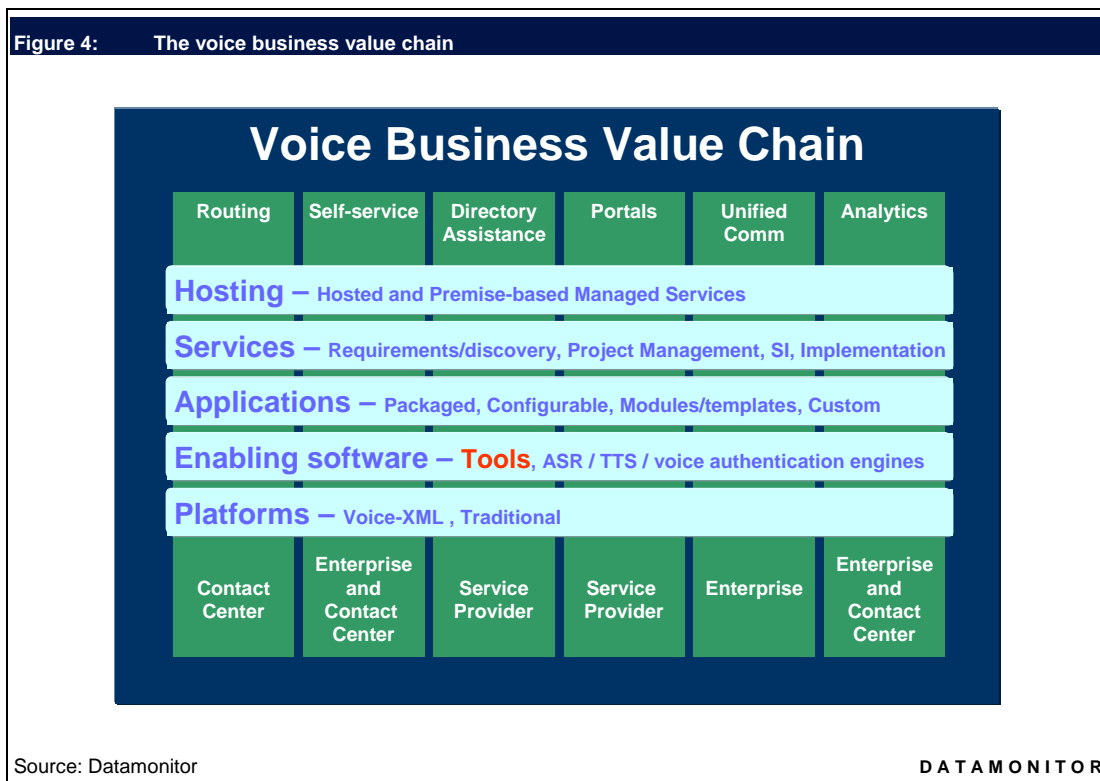 Figure 4: The voice business value chain
Voice Business Value Chain
Routing
Self-service
Directory
Assistance
Portals
Unified
Comm
Analytics
Hosting – Hosted and Premise-based Managed Services
Services – Requirements/discovery, Project Management, SI, Implementation
Applications – Packaged, Configurable, Modules/templates, Custom
Enabling software – Tools, ASR / TTS / voice authentication engines
Platforms – Voice-XML , Traditional
Contact
Center
Enterprise
and
Contact
Center
Service
Provider
Service
Provider
Enterprise
Enterprise
and
Contact
Center
Source: Datamonitor
DATAMONITOR